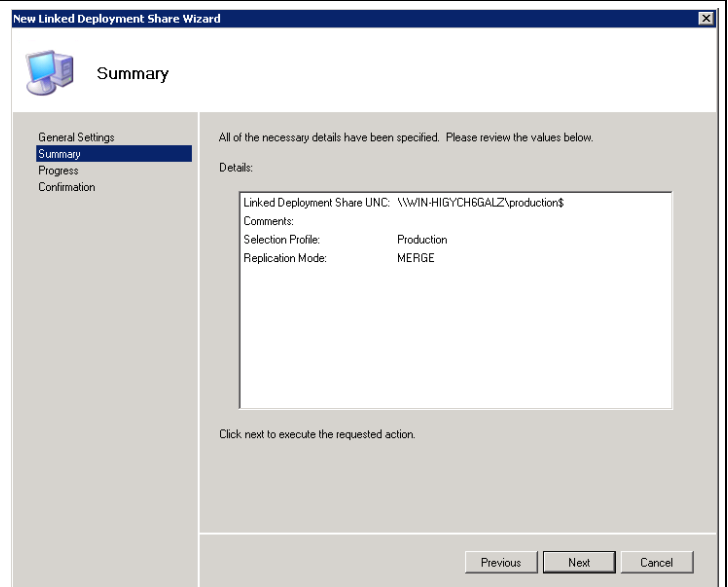 New Linked Deployment Share Wizard
Summary
General Settings
Summary
Progress
Confirmation
All of the necessary details have been specified. Please review the values below.
Details:
Linked Deployment Share UNC: \\WIN-HIGYCH6GALZ\production$
Comments:
Selection Profile: Production
Replication Mode: MERGE
Click next to execute the requested action.
Previous Next Cancel